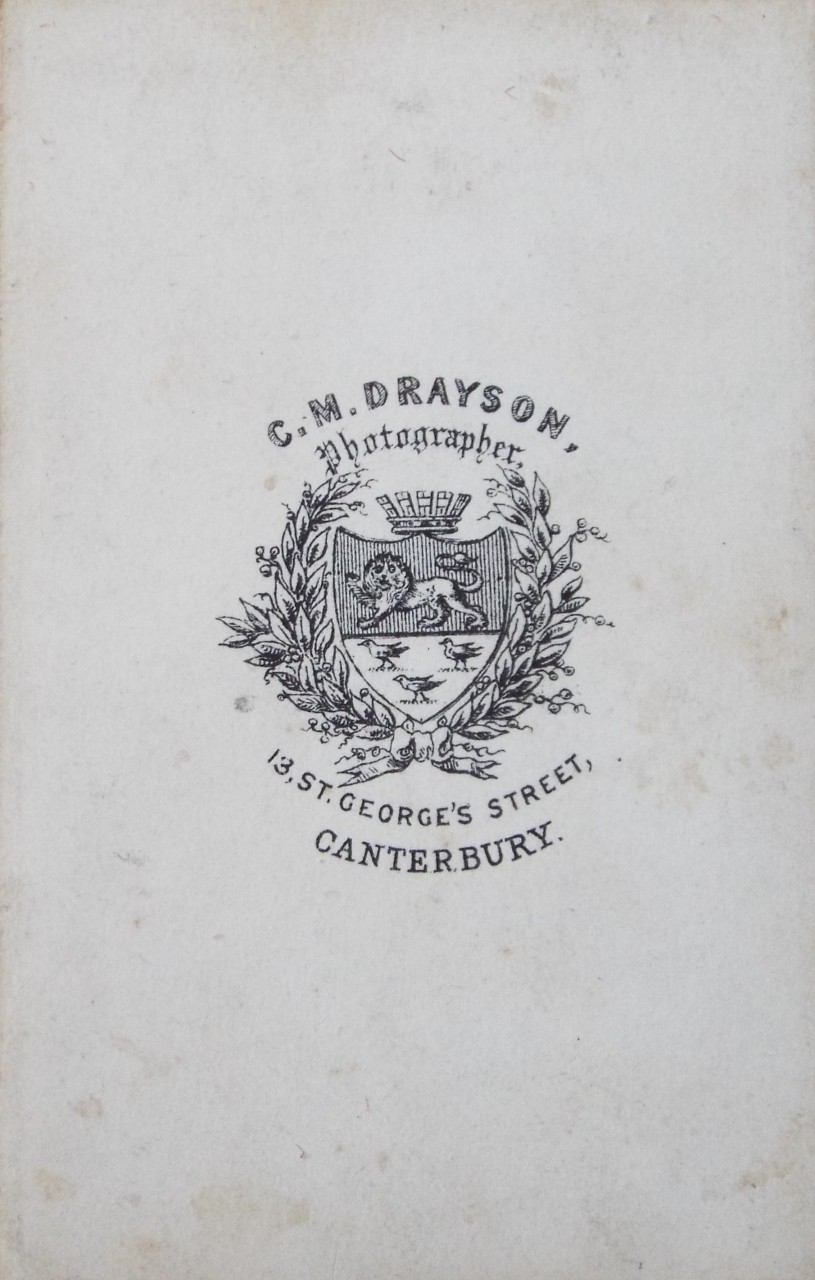 C. M. DRAYSON,
Photographer,
13, ST. GEORGE'S STREET,
CANTERBURY.